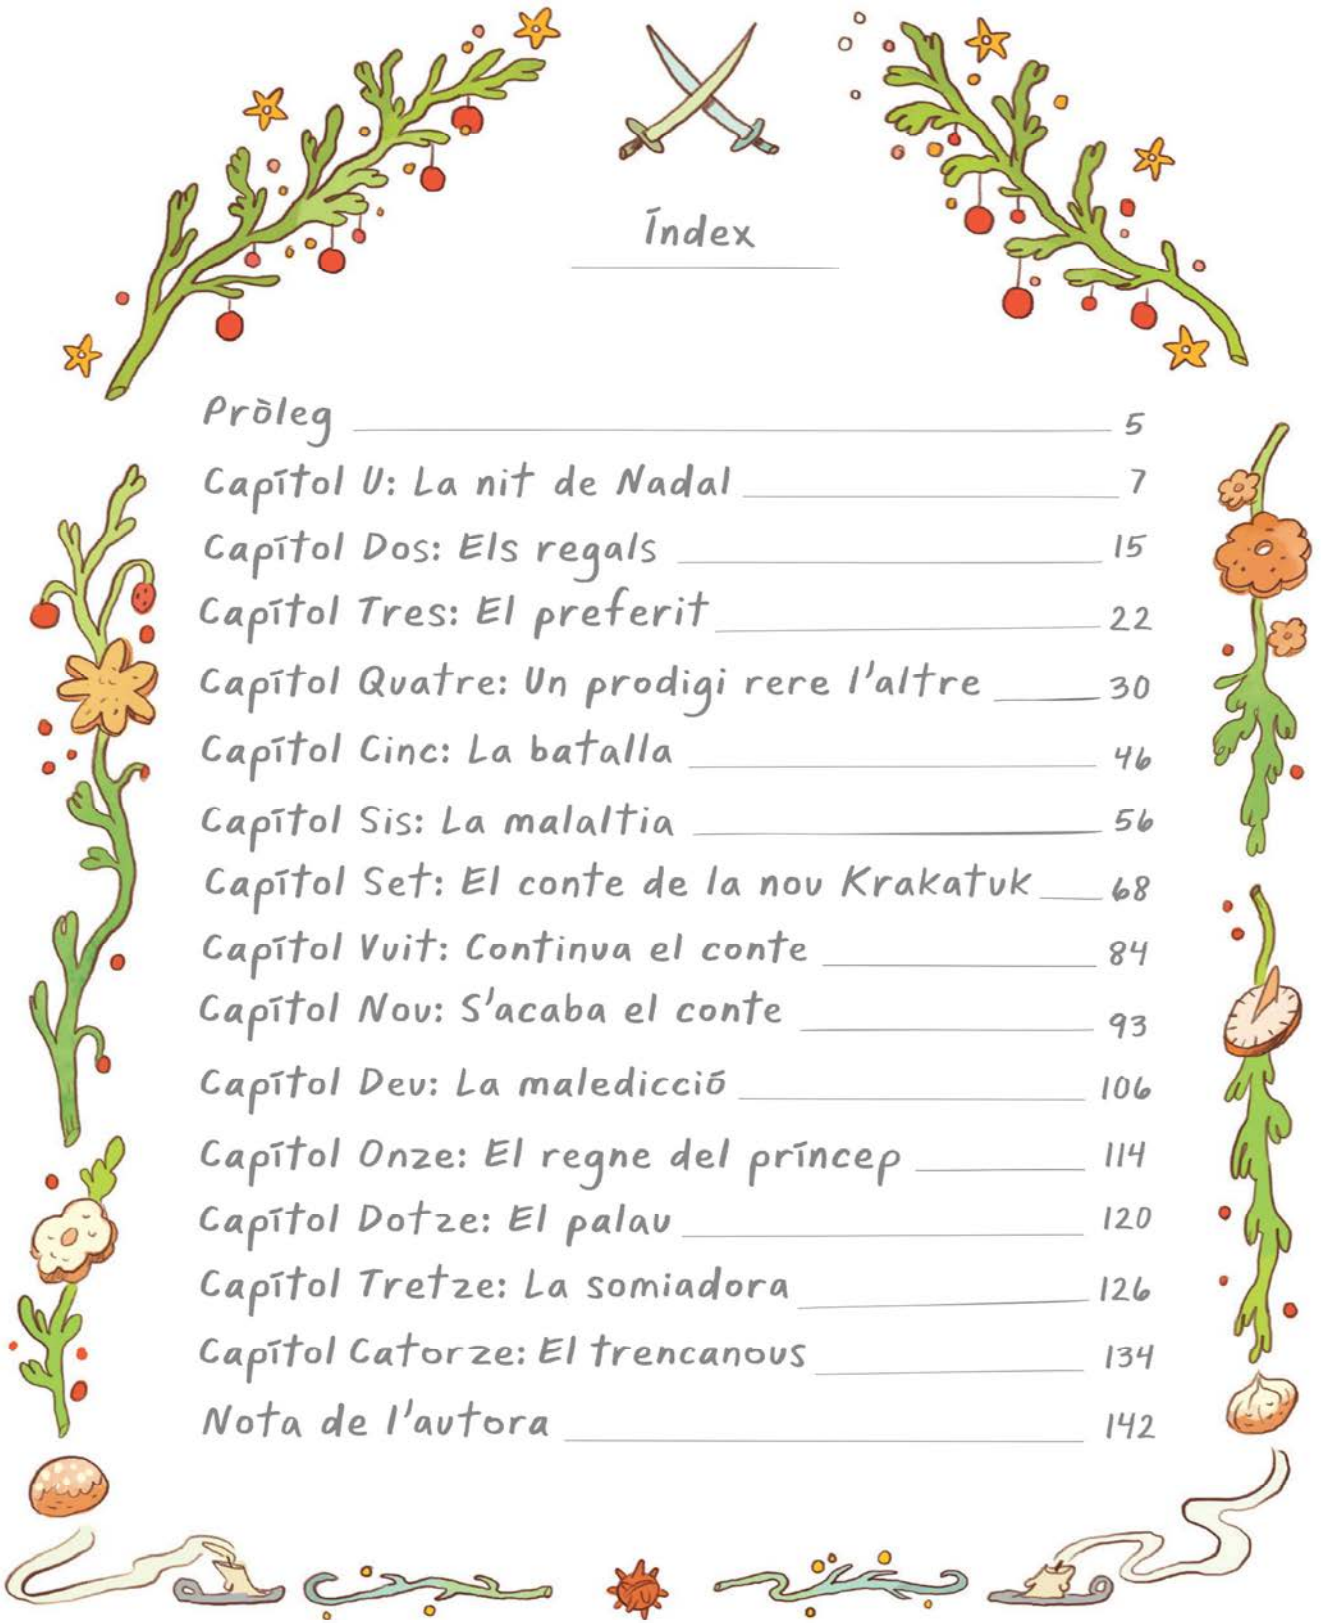 Índex
Pròleg 5
Capítol U: La nit de Nadal 7
Capítol Dos: Els regals 15
Capítol Tres: El preferit 22
Capítol Quatre: Un prodigi rere l'altre 30
Capítol Cinc: La batalla 46
Capítol Sis: La malaltia 56
Capítol Set: El conte de la nou Krakatuk 68
Capítol Vuit: Continua el conte 84
Capítol Nou: S'acaba el conte 93
Capítol Deu: La maledicció 106
Capítol Onze: El regne del príncep 114
Capítol Dotze: El palau 120
Capítol Tretze: La somiadora 126
Capítol Catorze: El trencanous 134
Nota de l'autora 142